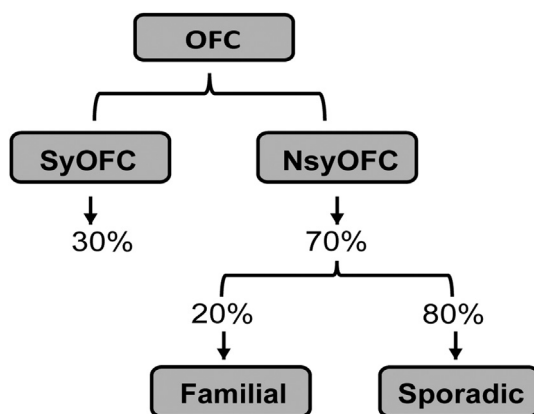 OFC
SyOFC NsyOFC
30% 70%
20% 80%
Familial Sporadic